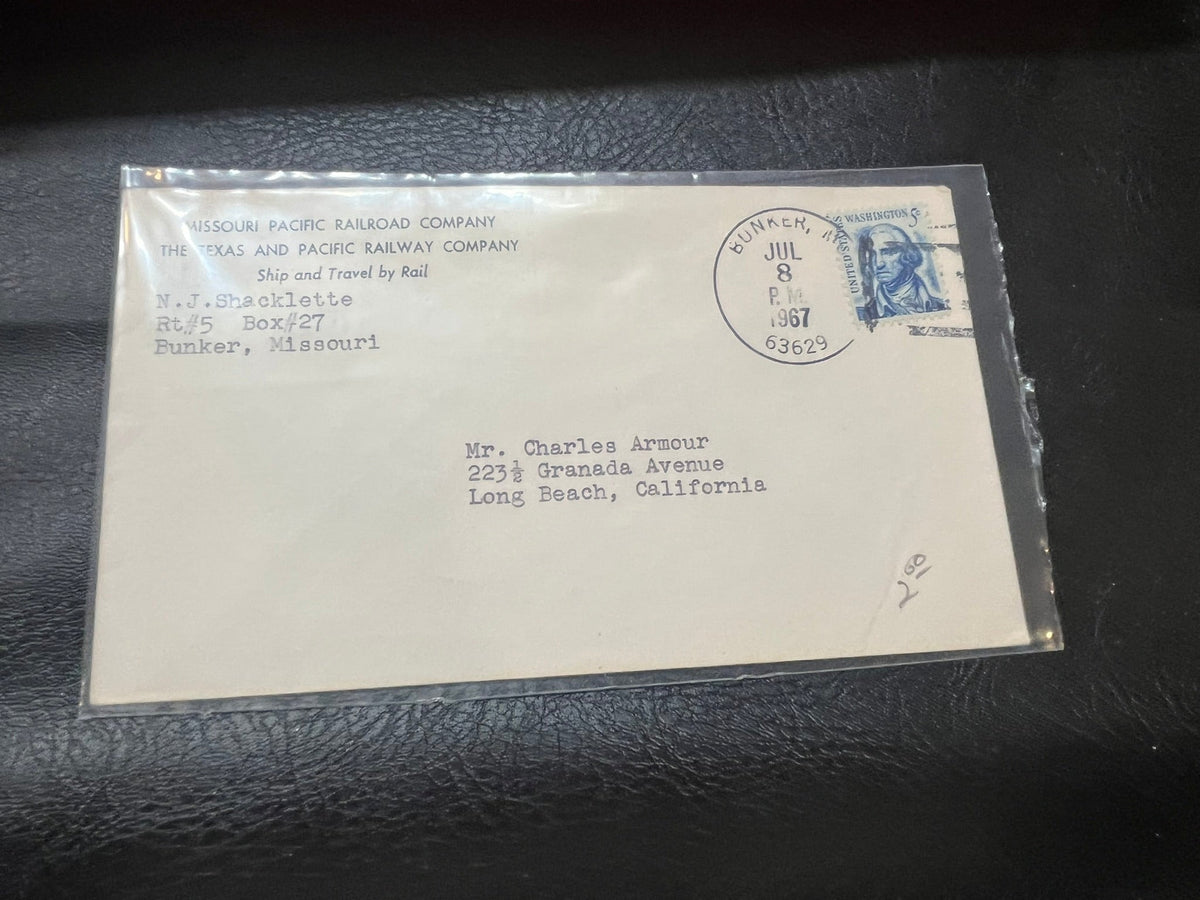 MISSOURI PACIFIC RAILROAD COMPANY
THE TEXAS AND PACIFIC RAILWAY COMPANY
Ship and Travel by Rail
N.J.Shacklette
Rt#5 Box#27
Bunker, Missouri
BUNKER,
JUL
8
P.M.
1967
63629
UNITED STATES
WASHINGTON 5c
Mr. Charles Armour
223½ Granada Avenue
Long Beach, California
2⁰⁰